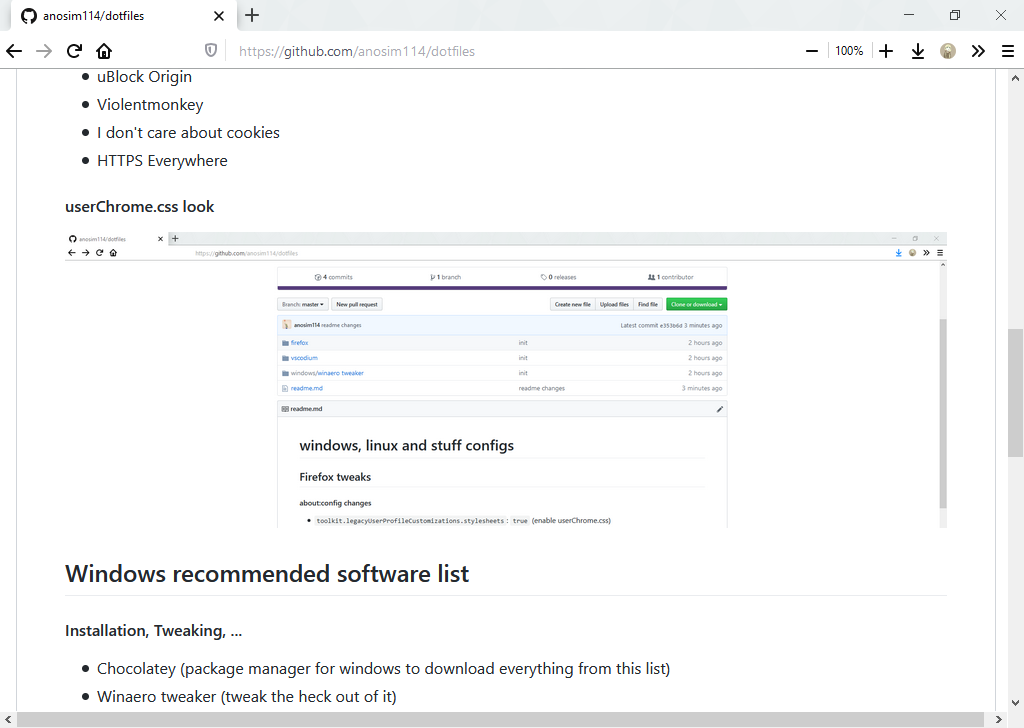 anosim114/dotfiles
https://github.com/anosim114/dotfiles
100%
uBlock Origin
Violentmonkey
I don't care about cookies
HTTPS Everywhere
userChrome.css look
anosim114/dotfiles
https://github.com/anosim114/dotfiles
4 commits 1 branch 0 releases 1 contributor
Branch: master New pull request Create new file Upload files Find file Clone or download
anosim114 readme changes Latest commit e353b6d 3 minutes ago
firefox init 2 hours ago
vscodium init 2 hours ago
windows/winaero tweaker init 2 hours ago
readme.md readme changes 3 minutes ago
readme.md
windows, linux and stuff configs
Firefox tweaks
about:config changes
toolkit.legacyUserProfileCustomizations.stylesheets: true (enable userChrome.css)
Windows recommended software list
Installation, Tweaking, ...
Chocolatey (package manager for windows to download everything from this list)
Winaero tweaker (tweak the heck out of it)